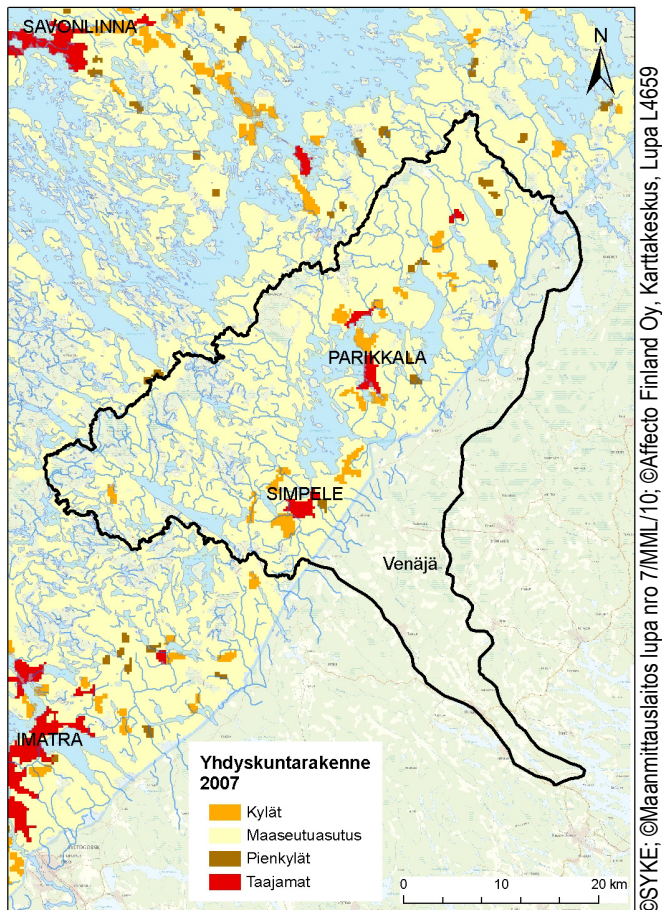 SAVONLINNA
N
PARIKKALA
SIMPELE
Venäjä
IMATRA
Yhdyskuntarakenne
2007
Kylät
Maaseutuasutus
Pienkylät
Taajamat
0 10 20 km
©SYKE; ©Maanmittauslaitos lupa nro 7/MML/10; ©Affecto Finland Oy, Karttakeskus, Lupa L4659